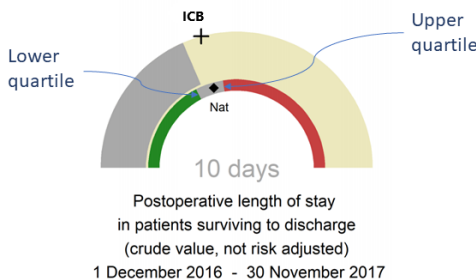 ICB
Lower
quartile
Upper
quartile
Nat
10 days
Postoperative length of stay
in patients surviving to discharge
(crude value, not risk adjusted)
1 December 2016 - 30 November 2017